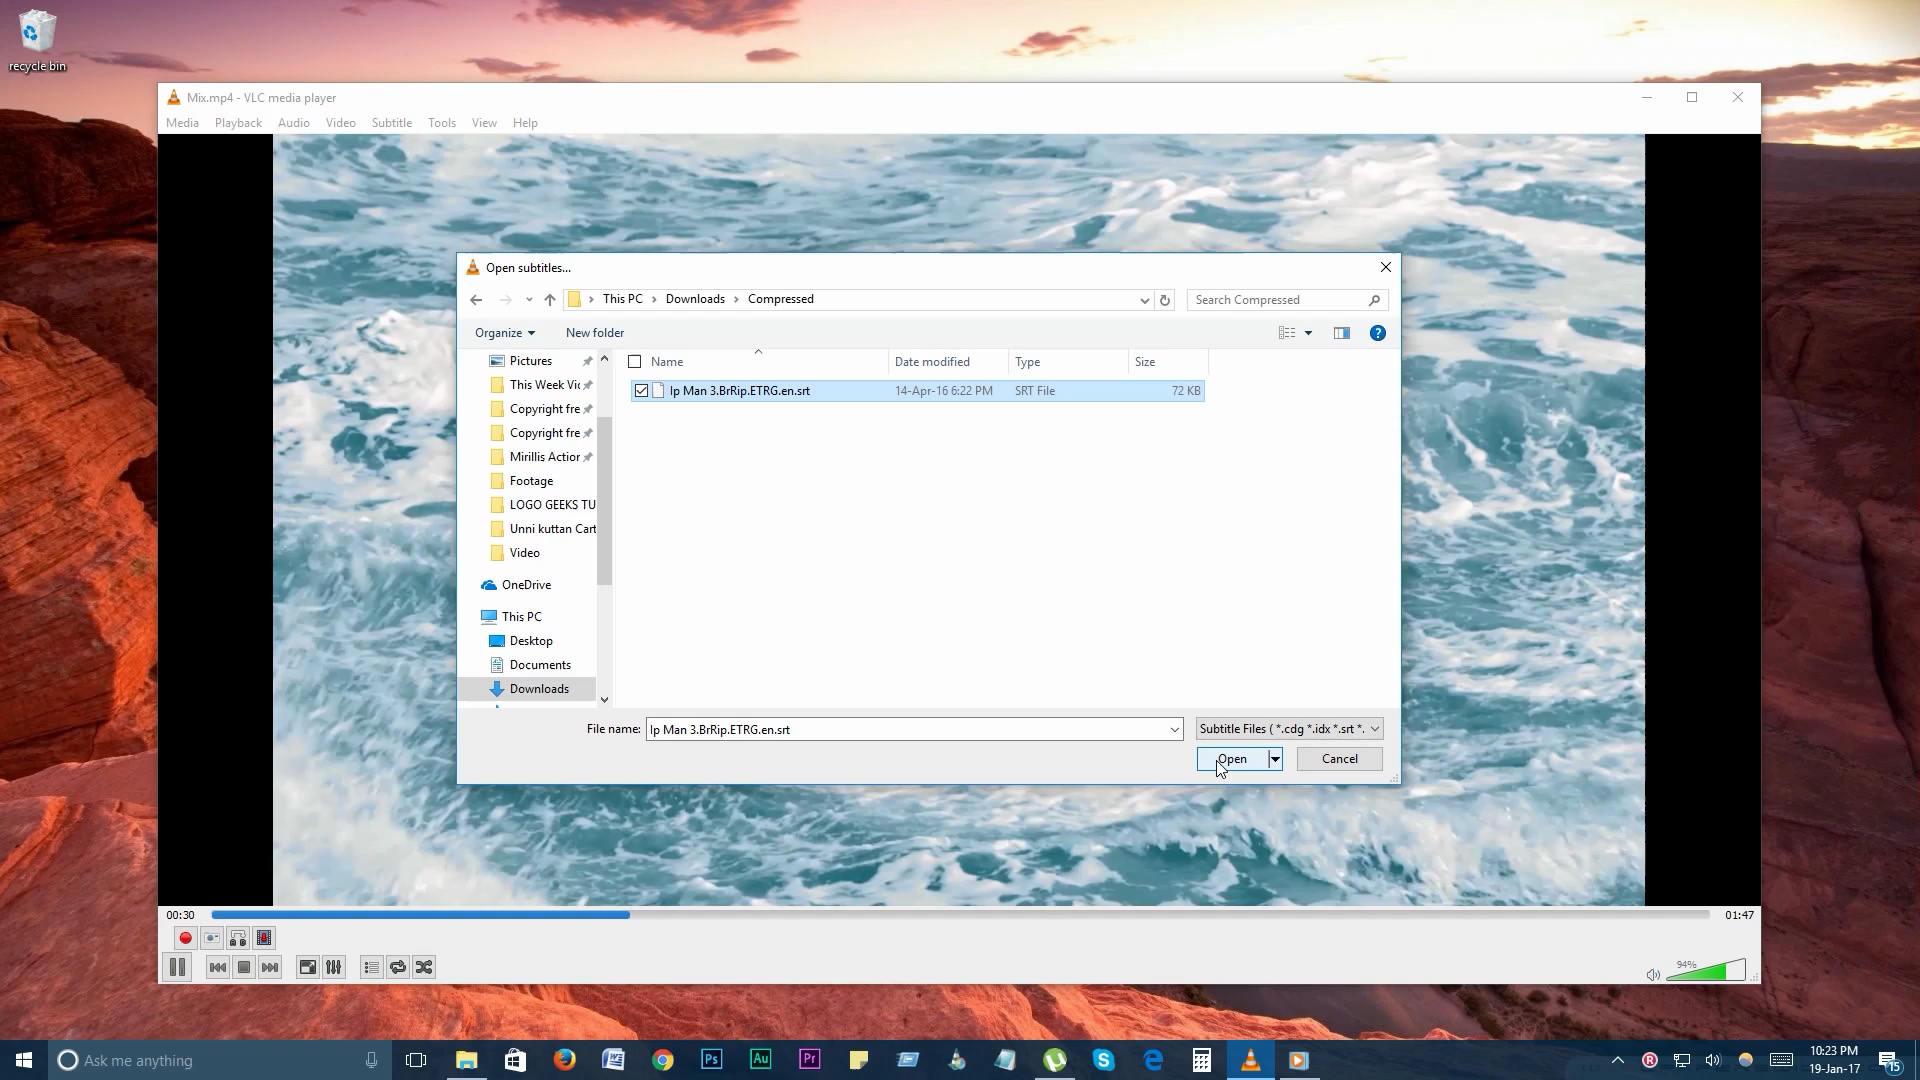 recycle bin
Mix.mp4 - VLC media player
Media Playback Audio Video Subtitle Tools View Help
Open subtitles...
This PC > Downloads > Compressed
Search Compressed
Organize New folder
Name Date modified Type Size
Ip Man 3.BrRip.ETRG.en.srt 14-Apr-16 6:22 PM SRT File 72 KB
Pictures
This Week Vic
Copyright fre
Copyright fre
Mirillis Action
Footage
LOGO GEEKS TU
Unni kuttan Cart
Video
OneDrive
This PC
Desktop
Documents
Downloads
File name: Ip Man 3.BrRip.ETRG.en.srt
Subtitle Files ( *.cdg *.idx *.srt *.
Open Cancel
00:30
01:47
94%
Ask me anything
Ps Au Pr
10:23 PM
19-Jan-17
15